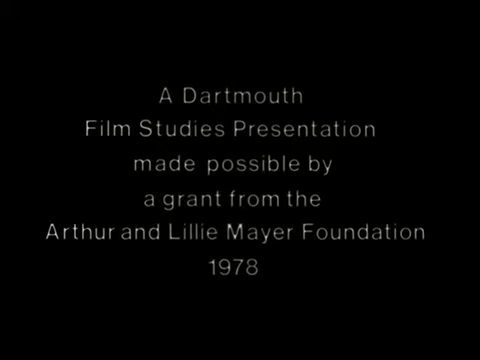 A Dartmouth
Film Studies Presentation
made possible by
a grant from the
Arthur and Lillie Mayer Foundation
1978